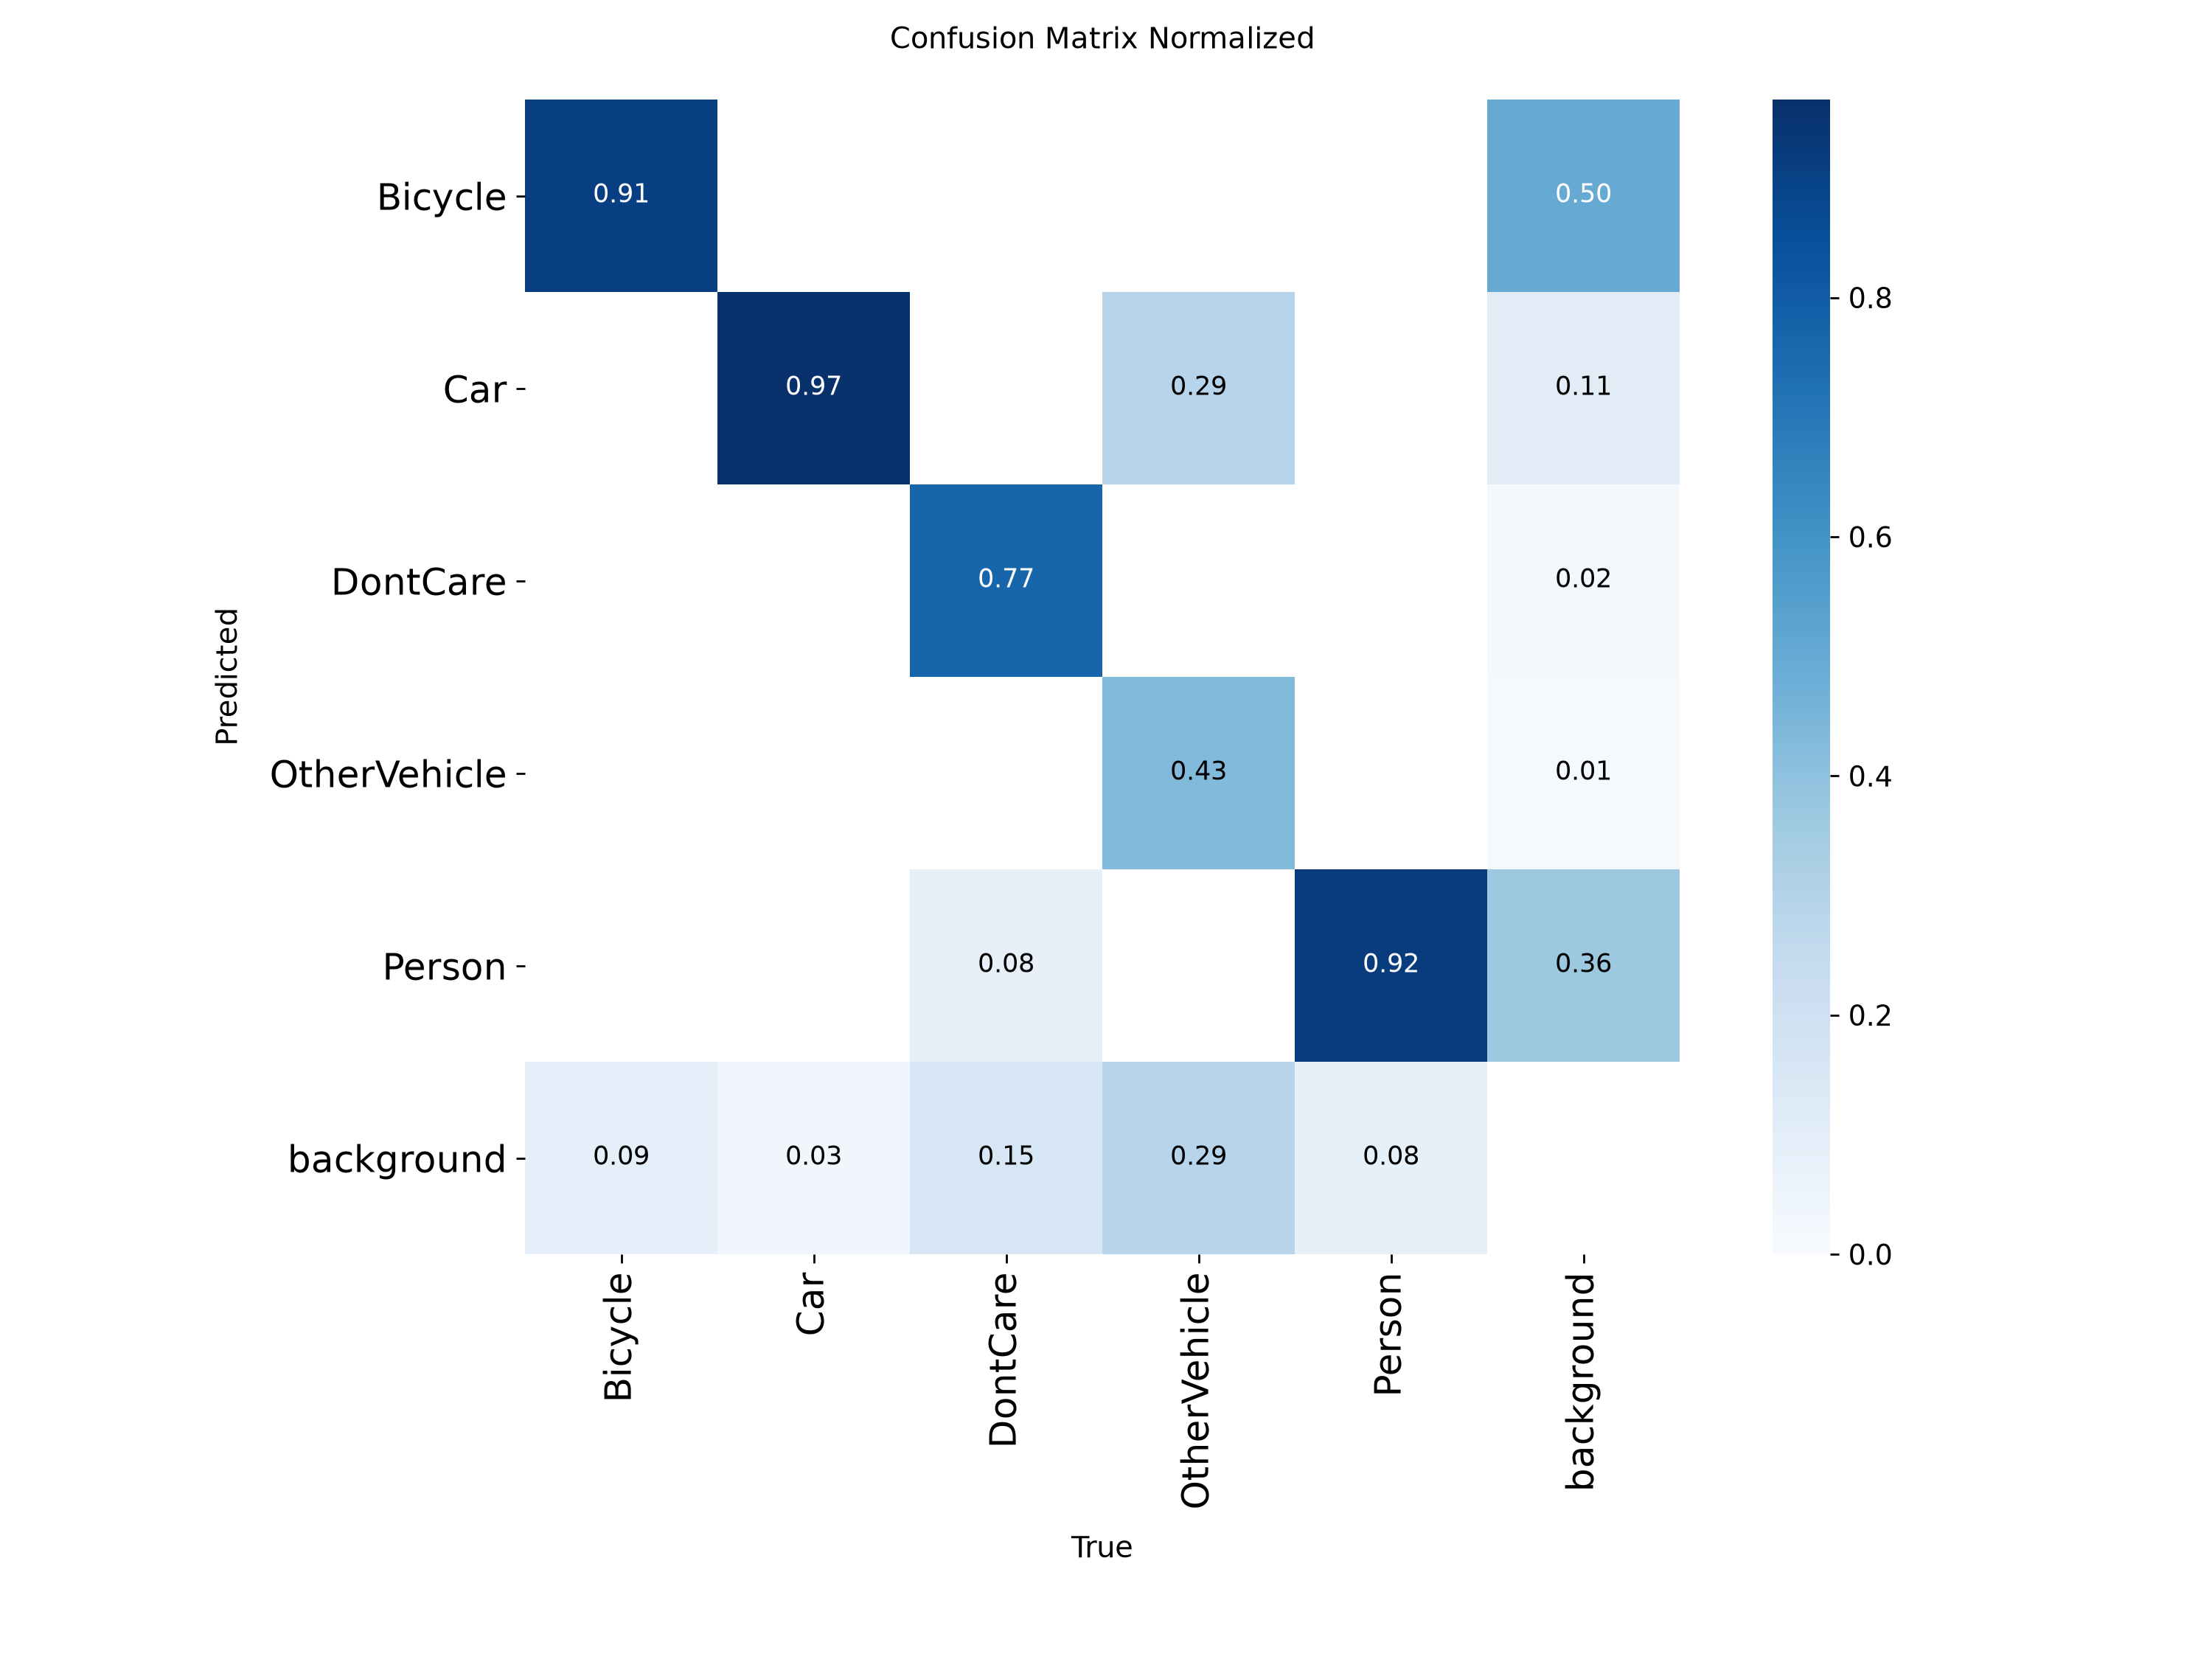 Confusion Matrix Normalized
Bicycle
0.91
0.50
Car
0.97
0.29
0.11
DontCare
0.77
0.02
OtherVehicle
0.43
0.01
Person
0.08
0.92
0.36
background
0.09
0.03
0.15
0.29
0.08
Predicted
Bicycle
Car
DontCare
OtherVehicle
Person
background
True
0.8
0.6
0.4
0.2
0.0